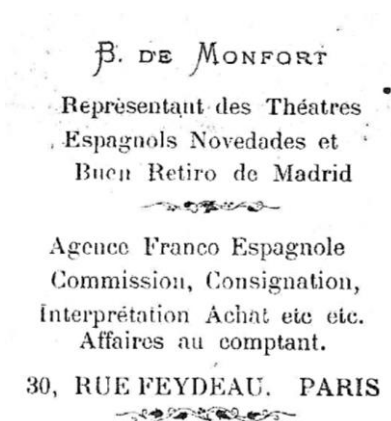 B. DE MONFORT
Représentant des Théatres
Espagnols Novedades et
Buen Retiro de Madrid
Agence Franco Espagnole
Commission, Consignation,
Interprétation Achat etc etc.
Affaires au comptant.
30, RUE FEYDEAU. PARIS